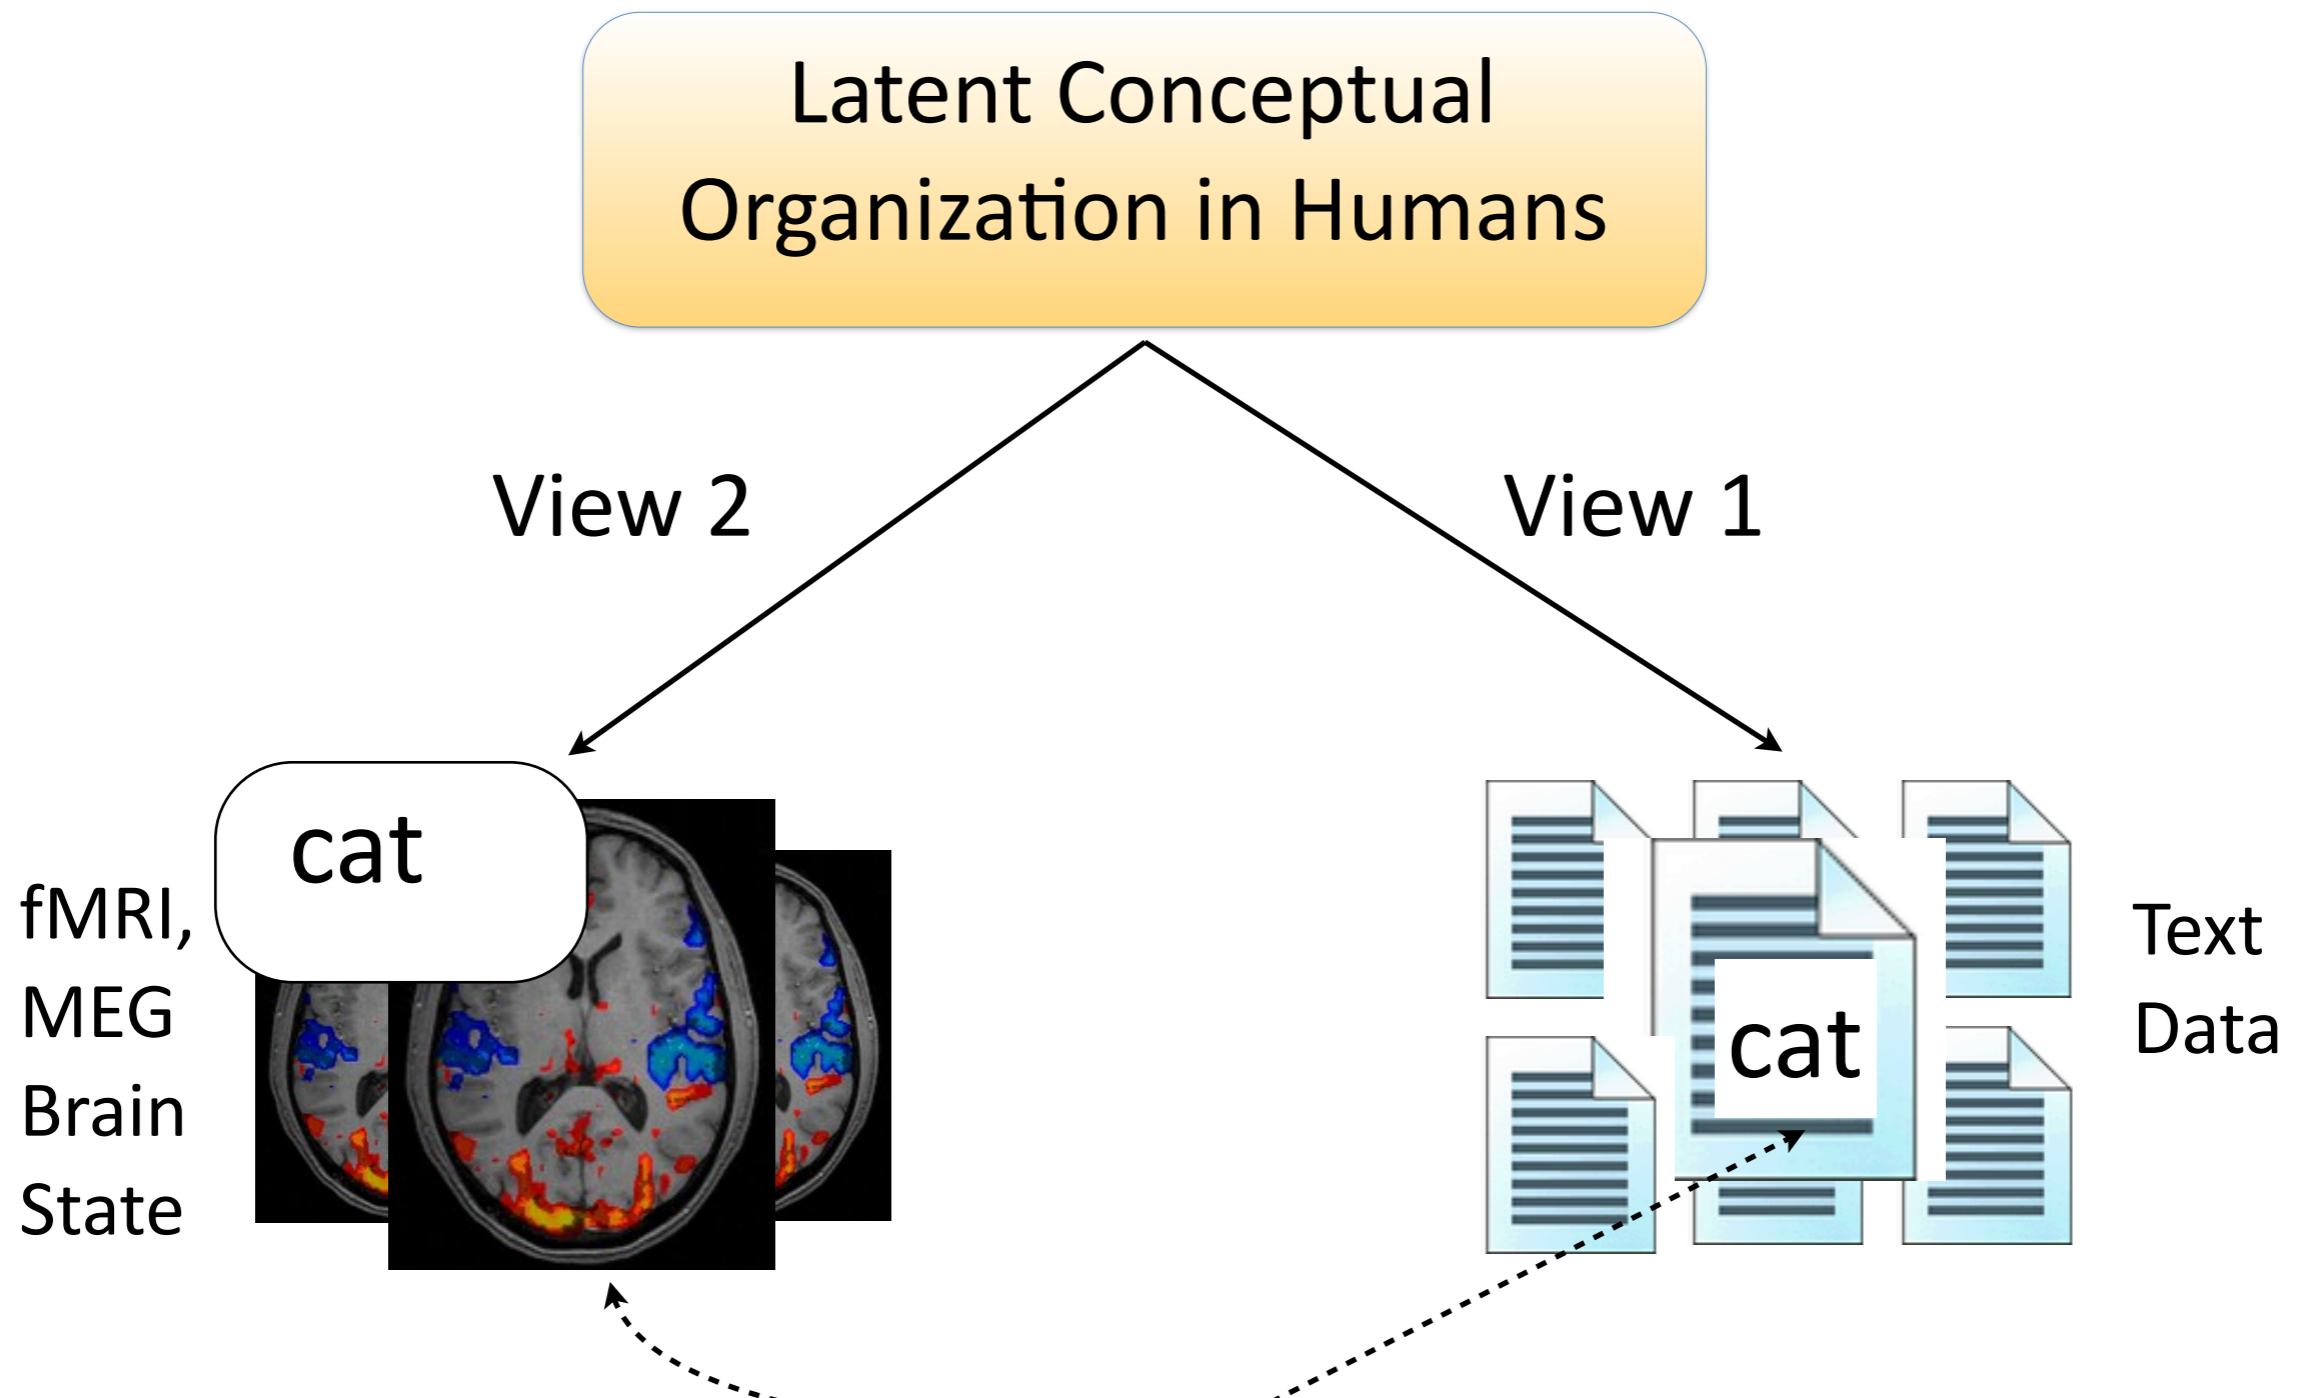 Latent Conceptual
Organization in Humans
View 2
View 1
cat
fMRI,
MEG
Brain
State
cat
Text
Data